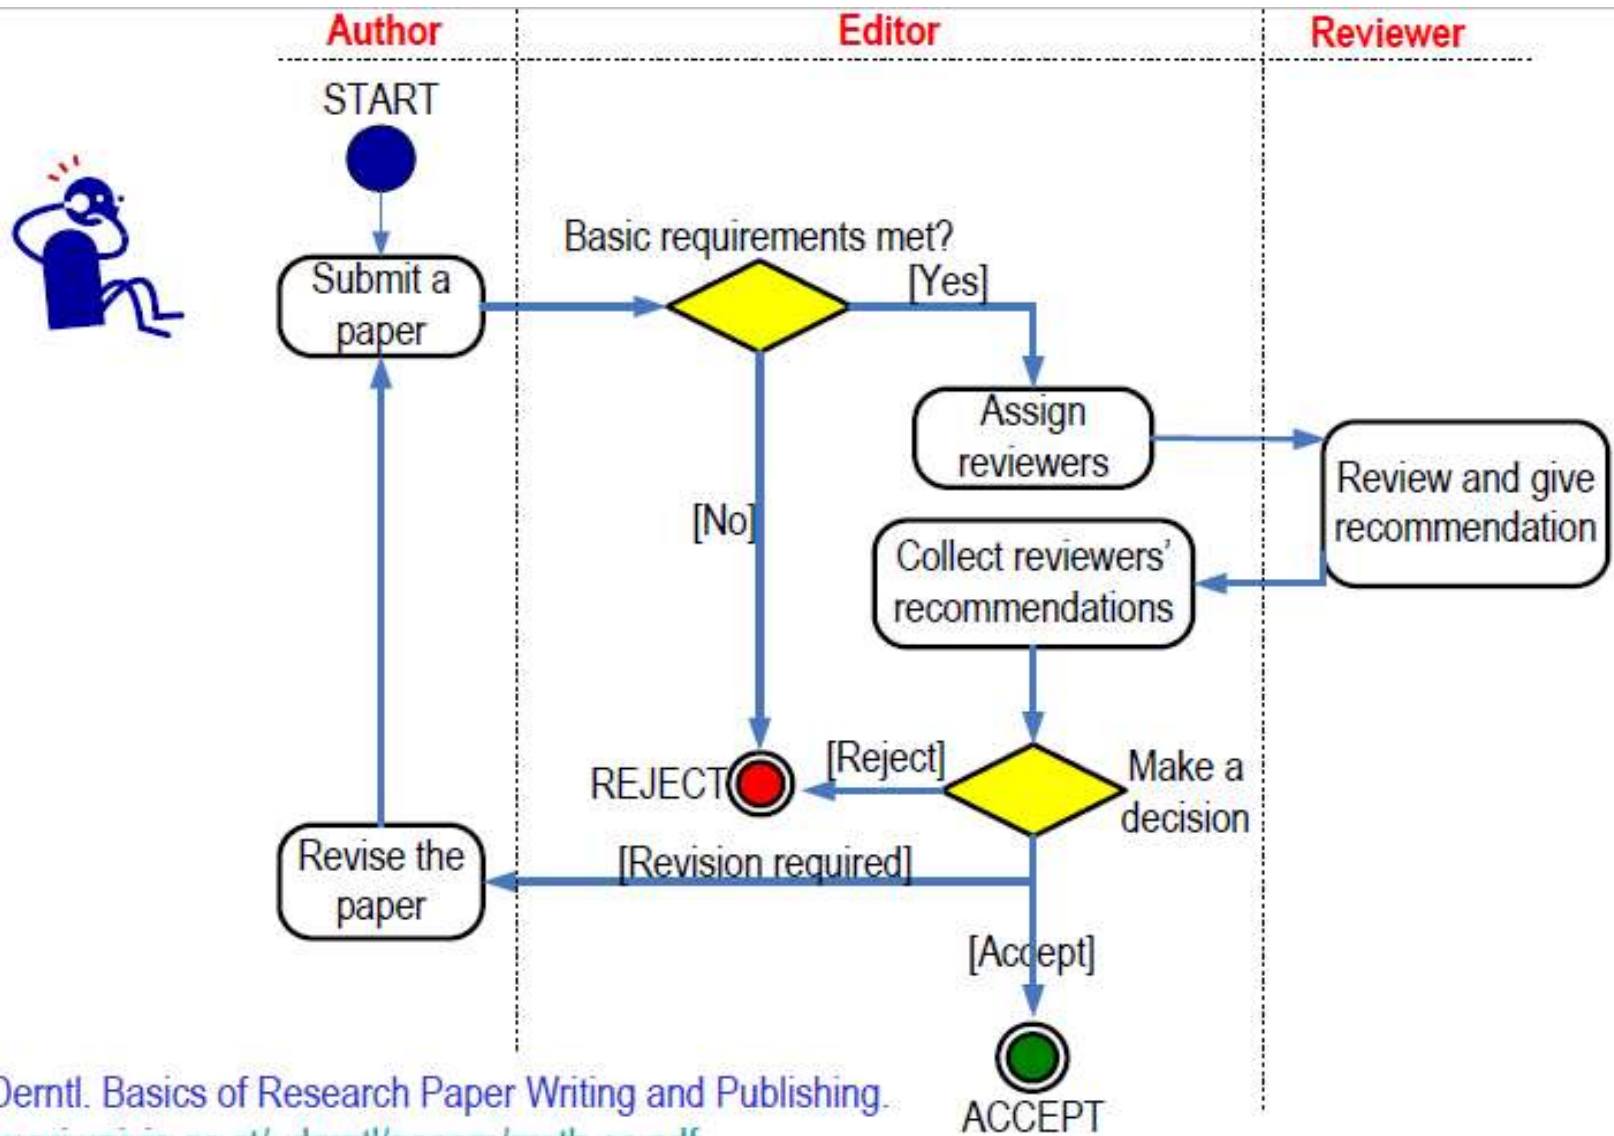 Author
Editor
Reviewer
START
Submit a
paper
Basic requirements met?
[Yes]
[No]
Assign
reviewers
Review and give
recommendation
Collect reviewers'
recommendations
Make a
decision
[Reject]
REJECT
[Revision required]
Revise the
paper
[Accept]
ACCEPT
Derntl. Basics of Research Paper Writing and Publishing.